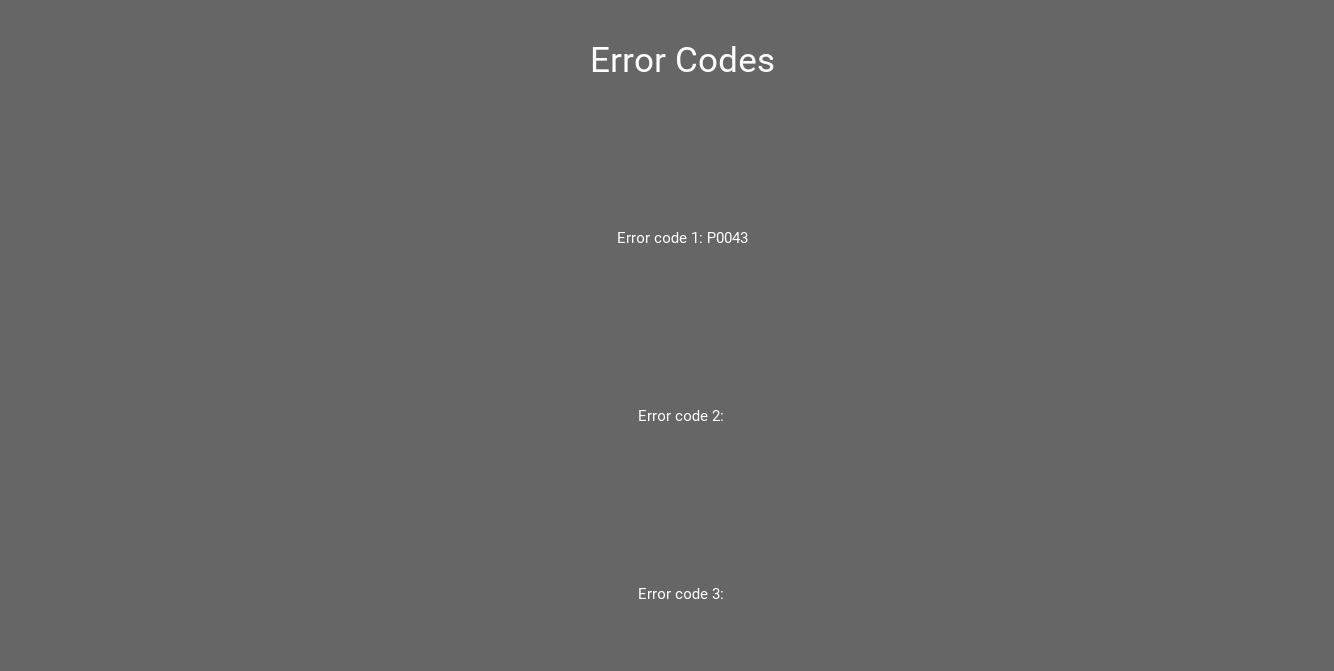 Error Codes
Error code 1: P0043
Error code 2:
Error code 3: